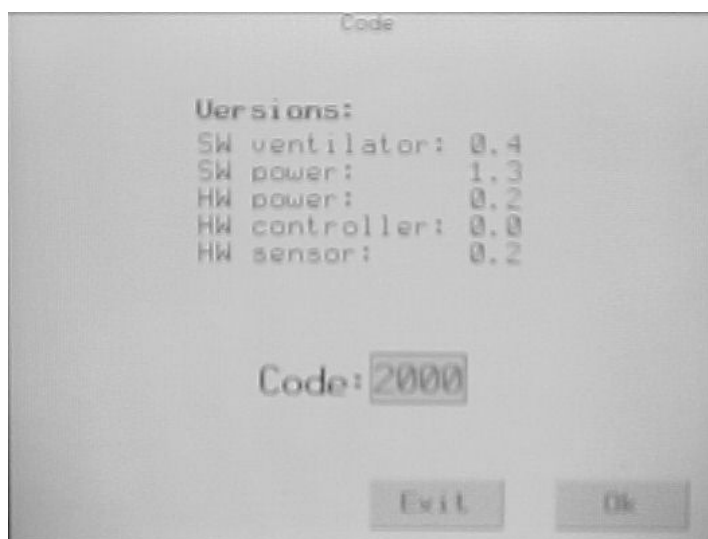 Code
Versions:
SW ventilator: 0.4
SW power: 1.3
HW power: 0.2
HW controller: 0.0
HW sensor: 0.2
Code: 2000
Exit Ok